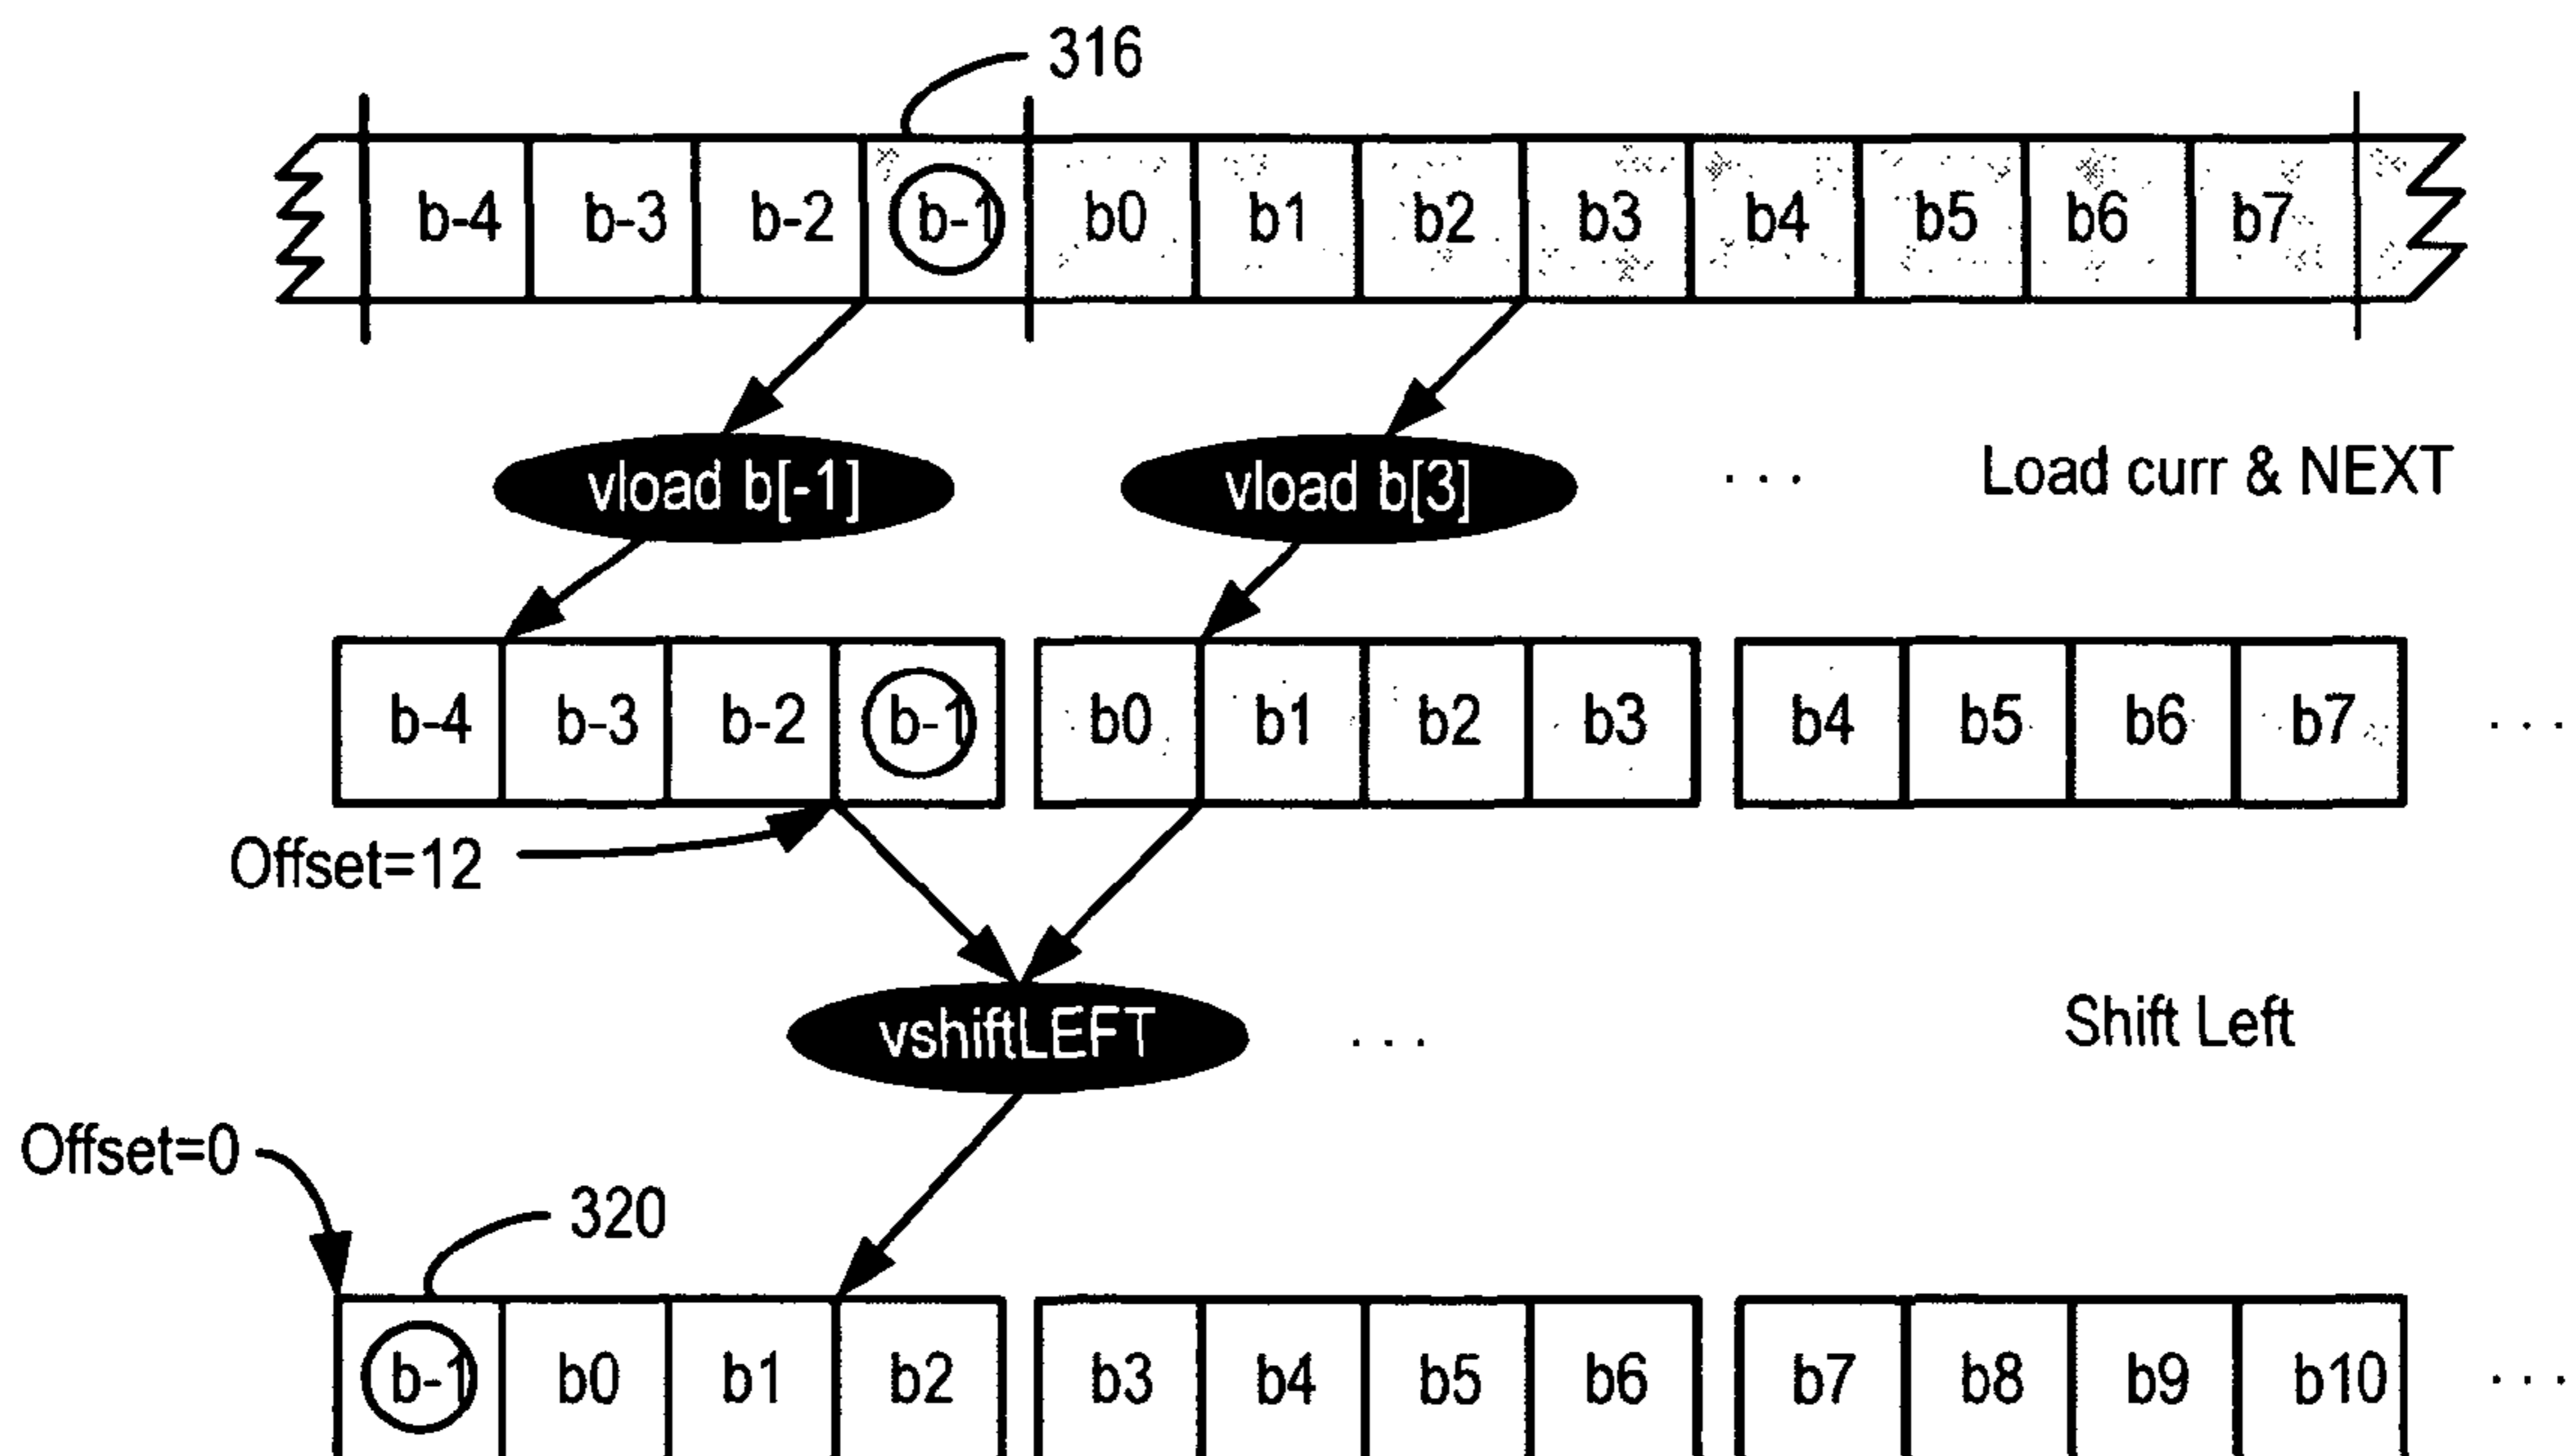 316
b-4 b-3 b-2 b-1 b0 b1 b2 b3 b4 b5 b6 b7
vload b[-1] vload b[3] . . . Load curr & NEXT
b-4 b-3 b-2 b-1 b0 b1 b2 b3 b4 b5 b6 b7 . . .
Offset=12
vshiftLEFT . . . Shift Left
Offset=0
320
b-1 b0 b1 b2 b3 b4 b5 b6 b7 b8 b9 b10 . . .